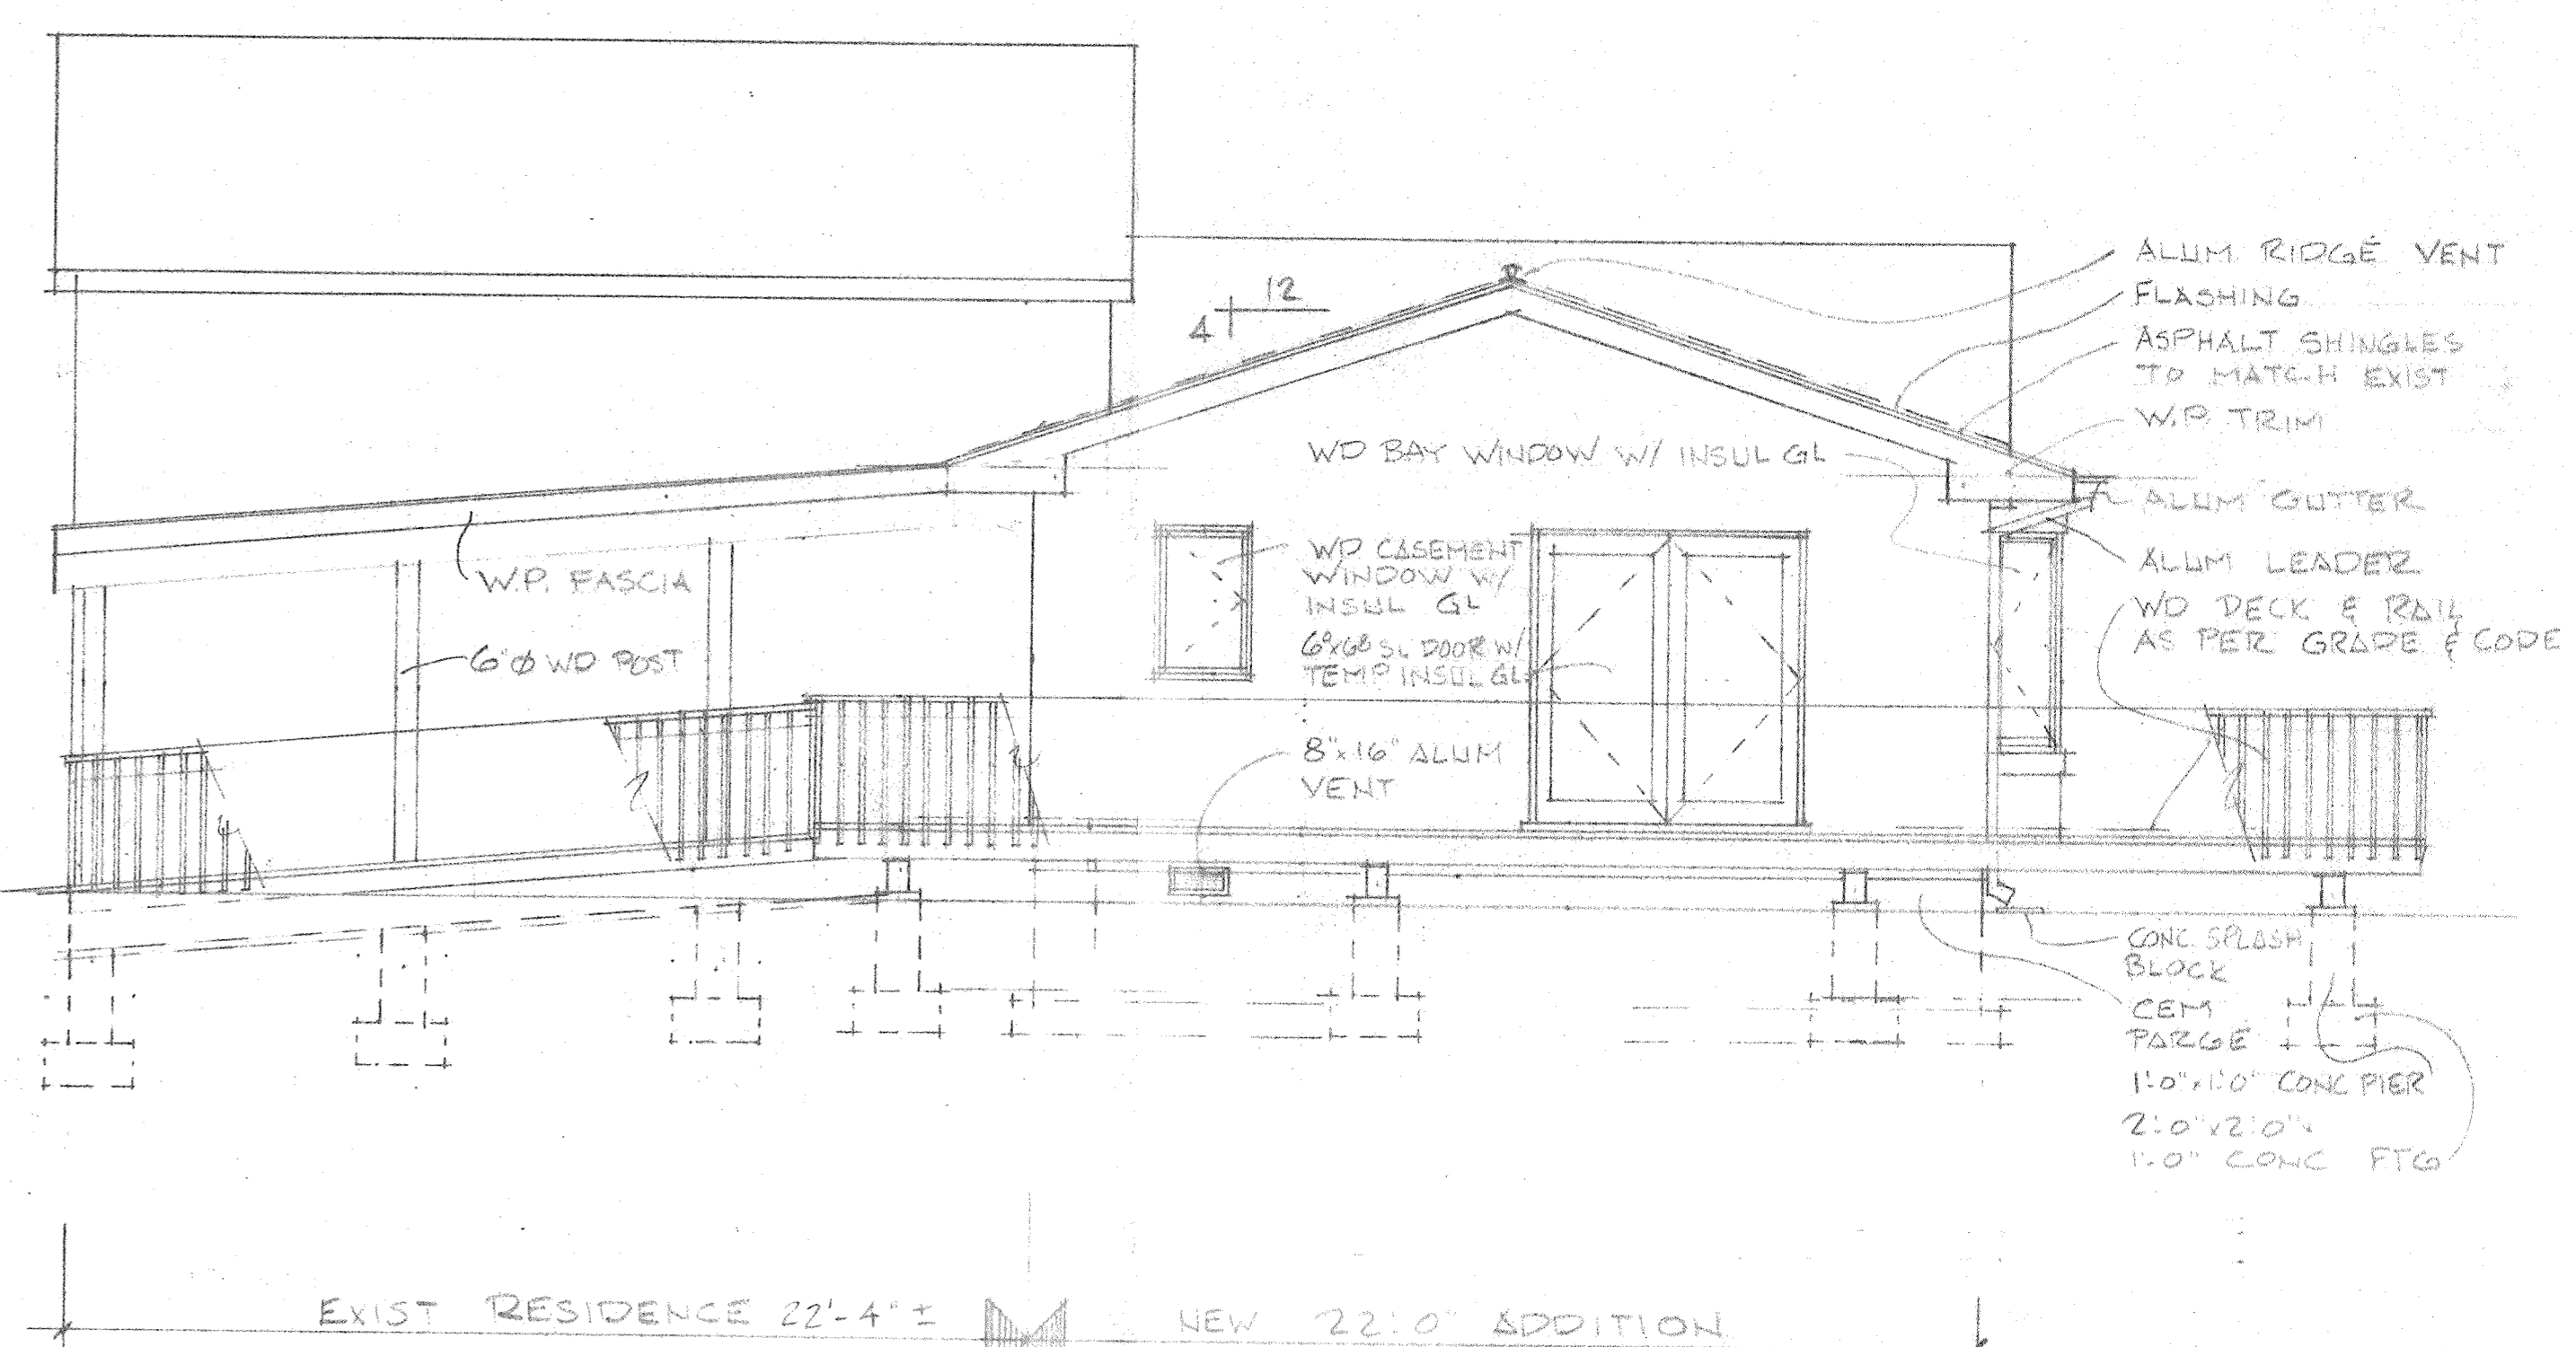 12
4
ALUM RIDGE VENT
FLASHING
ASPHALT SHINGLES
TO MATCH EXIST
W.P. TRIM
ALUM GUTTER
ALUM LEADER
WD DECK & RAIL
AS PER GRADE & CODE
WD BAY WINDOW W/ INSUL GL
WD CASEMENT
WINDOW W/
INSUL GL
6⁰x6⁸ SL DOOR W/
TEMP INSUL GL
W.P. FASCIA
6"Ø WD POST
8"x16" ALUM
VENT
CONC. SPLASH
BLOCK
CEM
PARGE
1'-0"x1'-0" CONC PIER
2'-0"x2'-0"x
1'-0" CONC FTG
EXIST RESIDENCE 22'-4" ±
NEW 22'-0" ADDITION